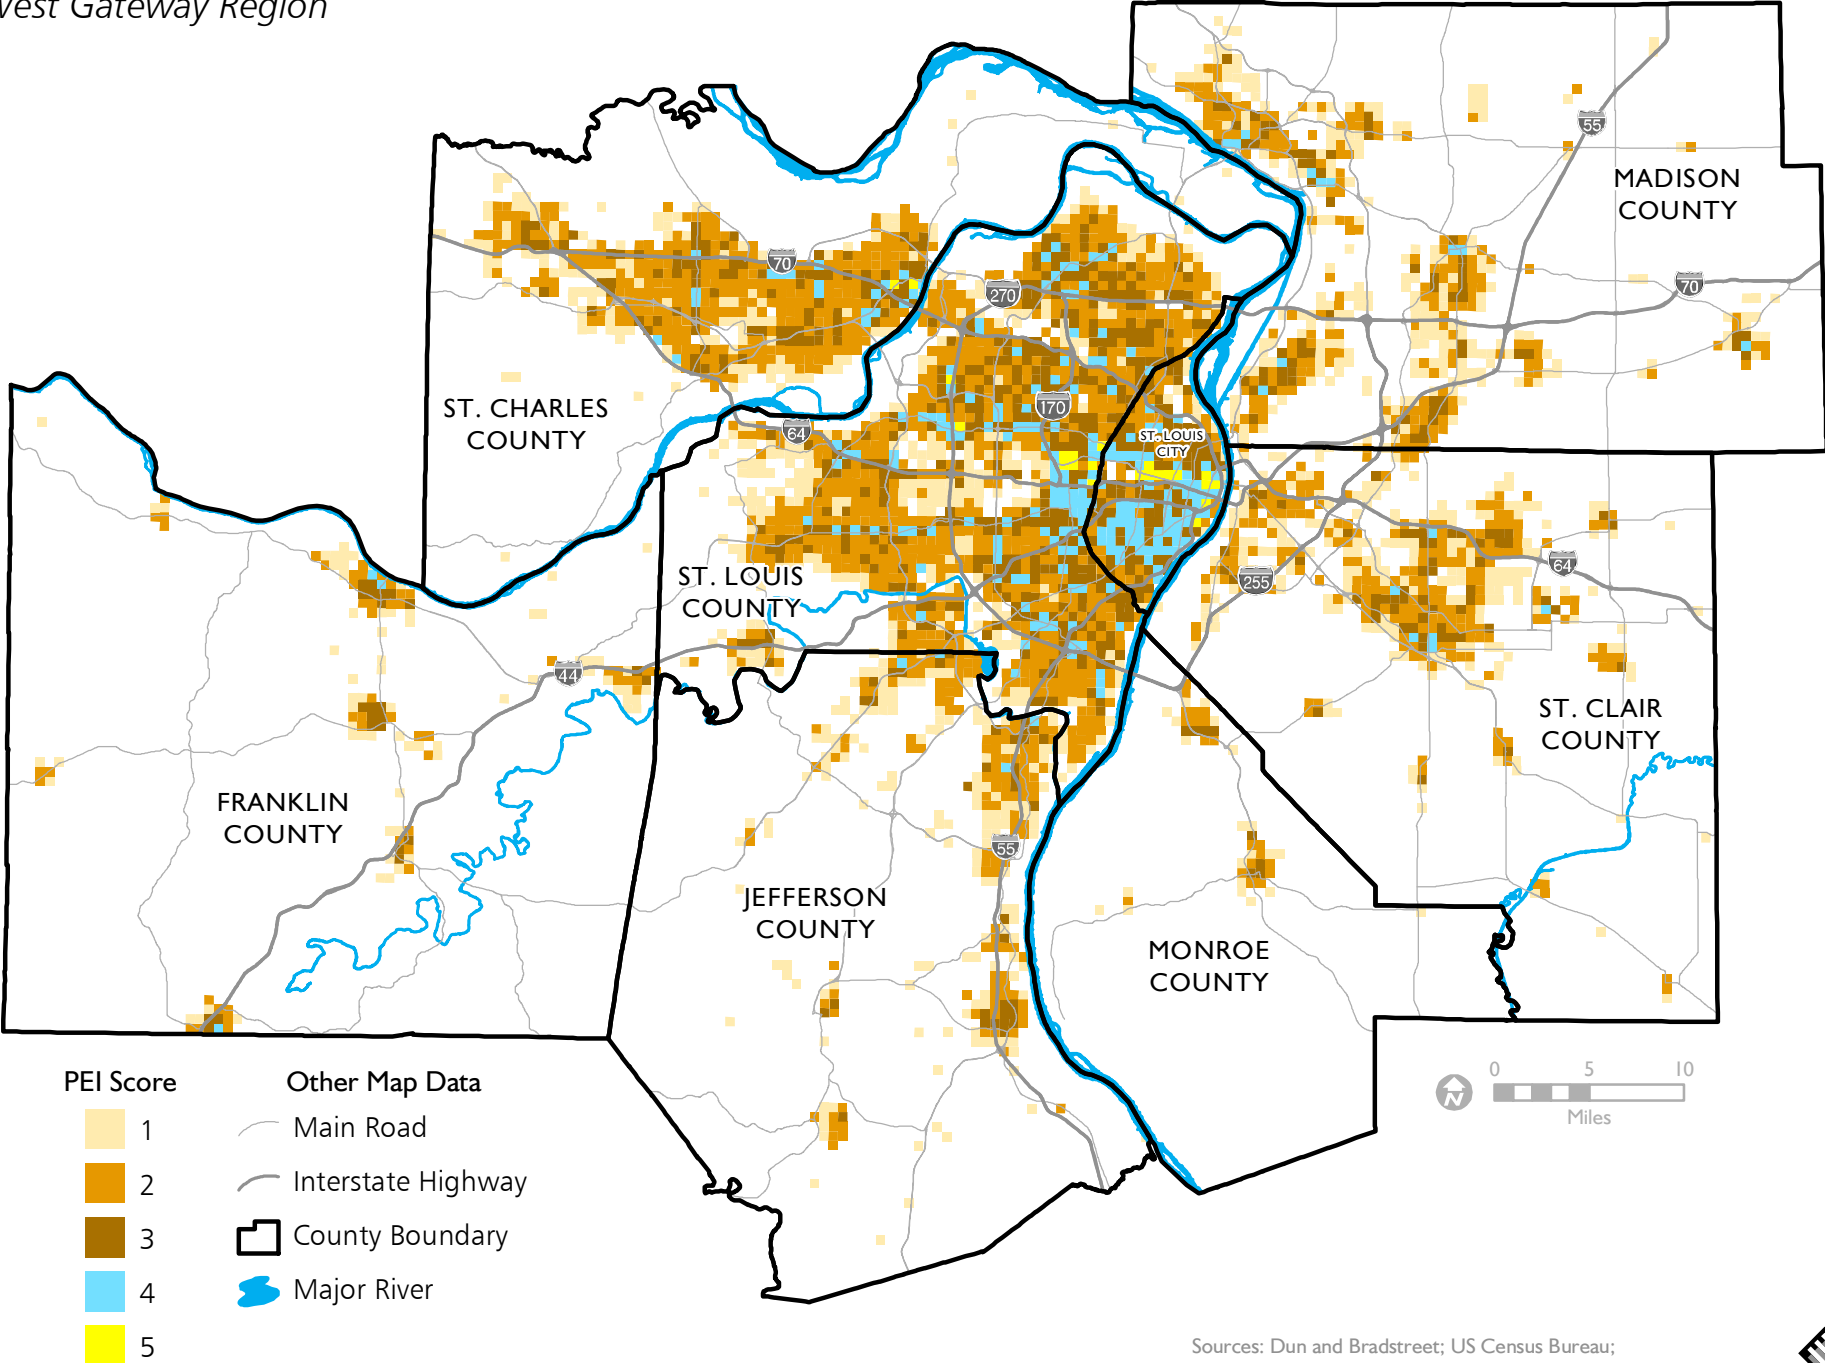 West Gateway Region
55
MADISON
COUNTY
70
270
70
ST. CHARLES
COUNTY
64
170
ST. LOUIS
CITY
ST. LOUIS
COUNTY
255
64
44
ST. CLAIR
COUNTY
FRANKLIN
COUNTY
55
JEFFERSON
COUNTY
MONROE
COUNTY
PEI Score
1
2
3
4
5
Other Map Data
Main Road
Interstate Highway
County Boundary
Major River
N
0 5 10
Miles
Sources: Dun and Bradstreet; US Census Bureau;